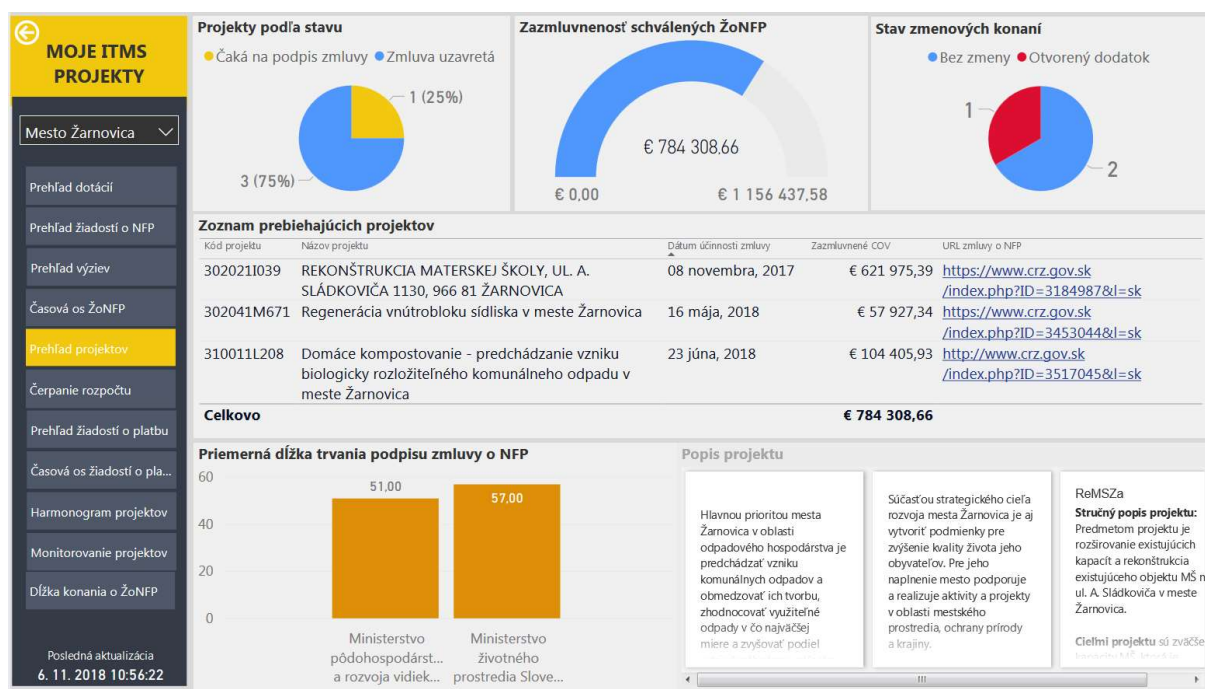 MOJE ITMS
PROJEKTY
Mesto Žarnovica
Prehľad dotácií
Prehľad žiadostí o NFP
Prehľad výziev
Časová os ŽoNFP
Prehľad projektov
Čerpanie rozpočtu
Prehľad žiadostí o platbu
Časová os žiadostí o pla...
Harmonogram projektov
Monitorovanie projektov
Dĺžka konania o ŽoNFP
Posledná aktualizácia
6. 11. 2018 10:56:22
Projekty podľa stavu
Čaká na podpis zmluvy Zmluva uzavretá
1 (25%)
3 (75%)
Zazmluvnenosť schválených ŽoNFP
€ 784 308,66
€ 0,00 € 1 156 437,58
Stav zmenových konaní
Bez zmeny Otvorený dodatok
1
2
Zoznam prebiehajúcich projektov
Kód projektu Názov projektu Dátum účinnosti zmluvy Zazmluvnené COV URL zmluvy o NFP
302021I039 REKONŠTRUKCIA MATERSKEJ ŠKOLY, UL. A. 08 novembra, 2017 € 621 975,39 https://www.crz.gov.sk
SLÁDKOVIČA 1130, 966 81 ŽARNOVICA /index.php?ID=3184987&l=sk
302041M671 Regenerácia vnútrobloku sídliska v meste Žarnovica 16 mája, 2018 € 57 927,34 https://www.crz.gov.sk
/index.php?ID=3453044&l=sk
310011L208 Domáce kompostovanie - predchádzanie vzniku 23 júna, 2018 € 104 405,93 http://www.crz.gov.sk
biologicky rozložiteľného komunálneho odpadu v /index.php?ID=3517045&l=sk
meste Žarnovica
Celkovo € 784 308,66
Priemerná dĺžka trvania podpisu zmluvy o NFP
60
40
20
0
51,00
57,00
Ministerstvo
pôdohospodárst...
a rozvoja vidiek...
Ministerstvo
životného
prostredia Slove...
Popis projektu
Hlavnou prioritou mesta
Žarnovica v oblasti
odpadového hospodárstva je
predchádzať vzniku
komunálnych odpadov a
obmedzovať ich tvorbu,
zhodnocovať využiteľné
odpady v čo najväčšej
miere a zvyšovať podiel
Súčasťou strategického cieľa
rozvoja mesta Žarnovica je aj
vytvoriť podmienky pre
zvýšenie kvality života jeho
obyvateľov. Pre jeho
naplnenie mesto podporuje
a realizuje aktivity a projekty
v oblasti mestského
prostredia, ochrany prírody
a krajiny.
ReMSZa
Stručný popis projektu:
Predmetom projektu je
rozširovanie existujúcich
kapacít a rekonštrukcia
existujúceho objektu MŠ n
ul. A. Sládkoviča v meste
Žarnovica.
Cieľmi projektu sú zväčše